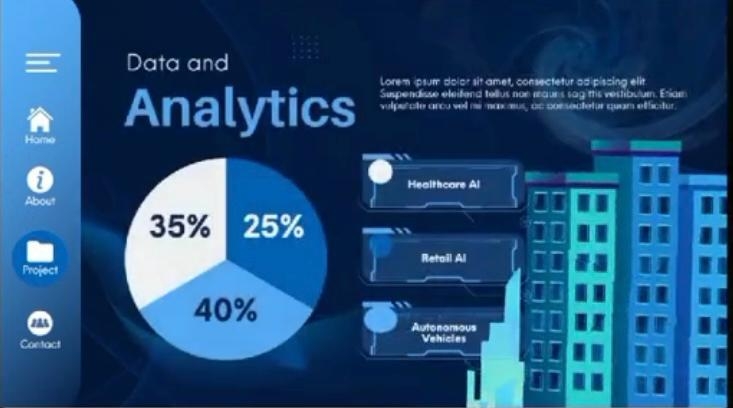 Data and
Analytics
Lorem ipsum dolor sit amet, consectetur adipiscing elit.
Suspendisse eleifend tellus non mauris sagittis vestibulum. Etiam
vulputate arcu vel mi maximus, ac consectetur quam efficitur.
Home
About
Project
Contact
35%
25%
40%
Healthcare AI
Retail AI
Autonomous
Vehicles